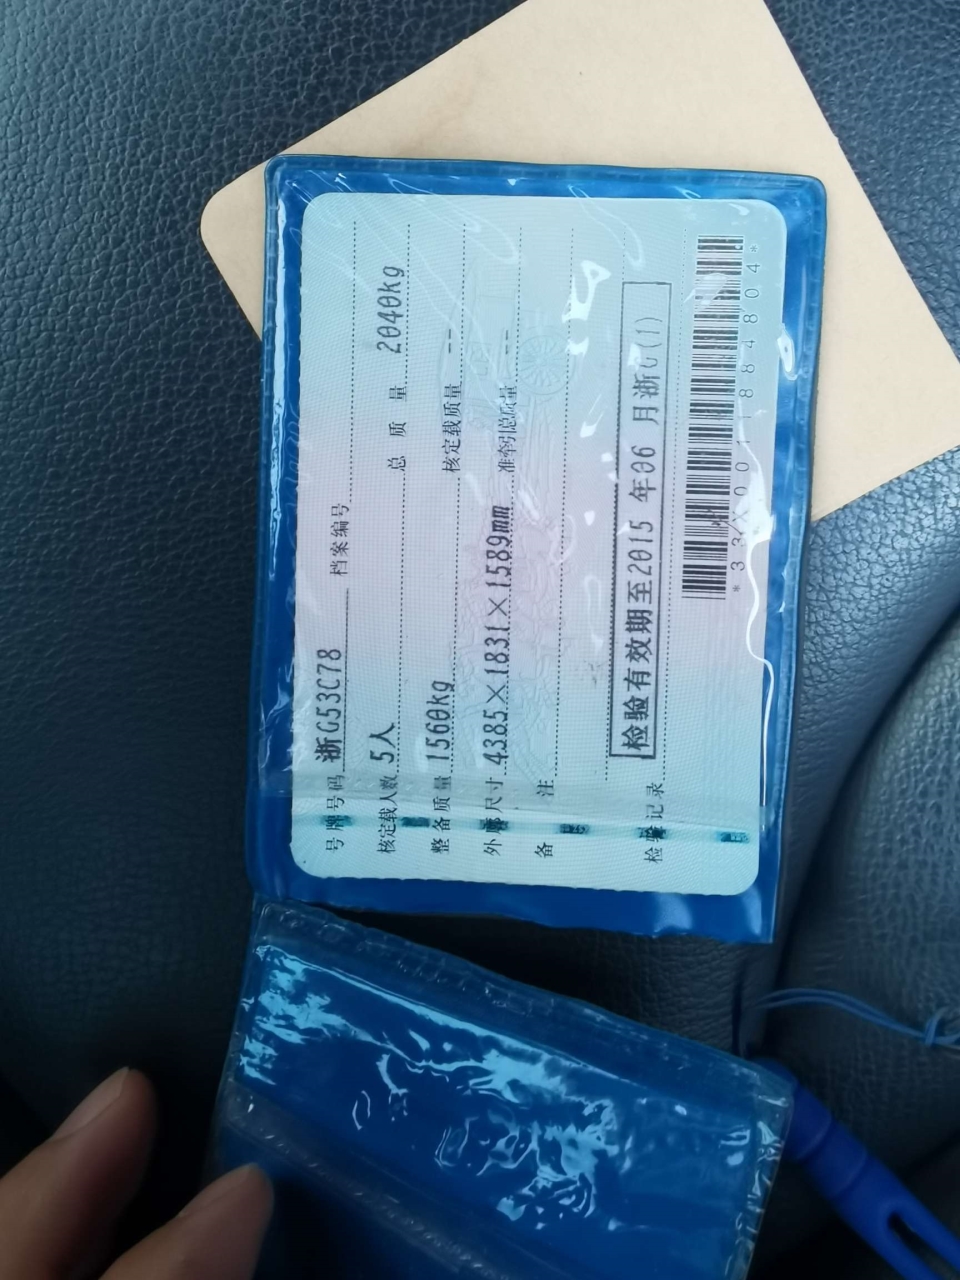 号牌号码 浙G53C78 档案编号
核定载人数 5人 总质量 2040kg
整备质量 1560kg 核定载质量 --
外廓尺寸 4385×1831×1589mm 准牵引总质量 --
备注
检验有效期至2015年06月浙G(1)
检验记录